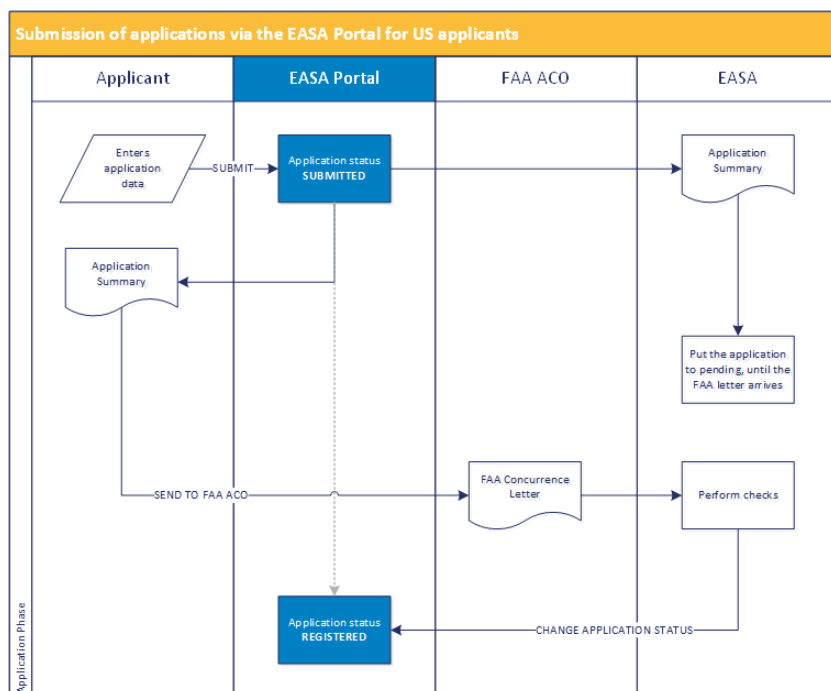 Submission of applications via the EASA Portal for US applicants
Applicant
EASA Portal
FAA ACO
EASA
Enters
application
data
SUBMIT
Application status
SUBMITTED
Application
Summary
Application
Summary
Put the application
to pending, until the
FAA letter arrives
SEND TO FAA ACO
FAA Concurrence
Letter
Perform checks
Application status
REGISTERED
CHANGE APPLICATION STATUS
Application Phase